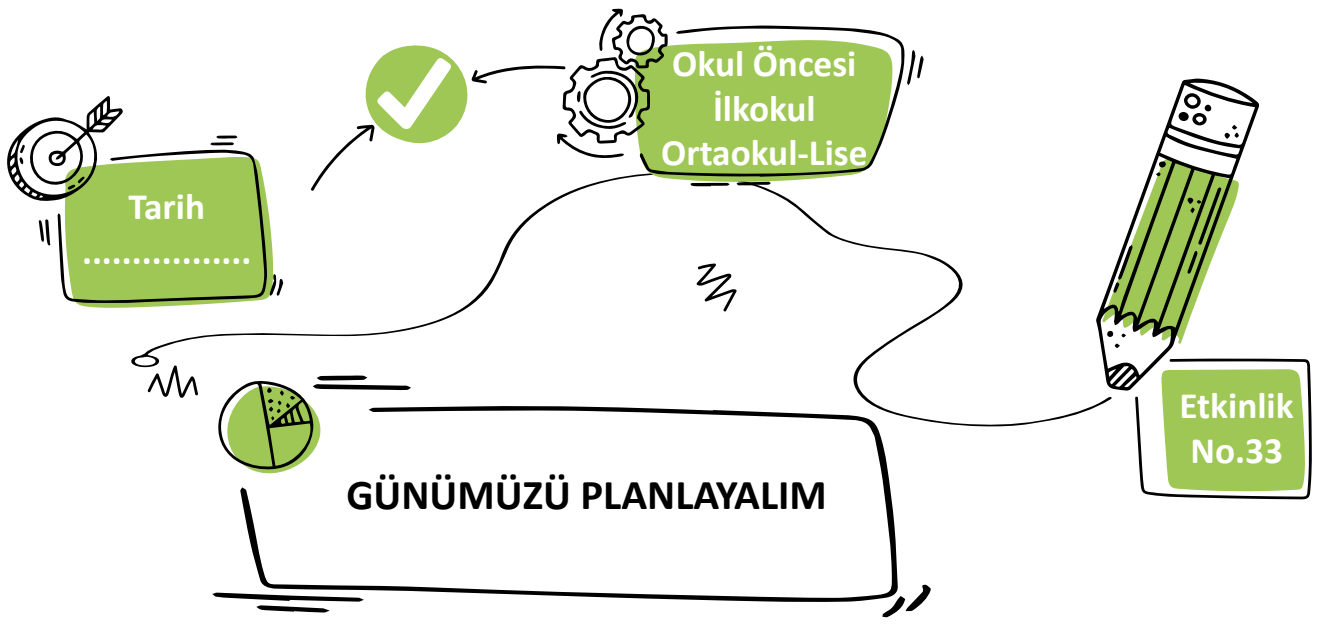 Okul Öncesi
İlkokul
Ortaokul-Lise
Tarih
.................
Etkinlik
No.33
GÜNÜMÜZÜ PLANLAYALIM